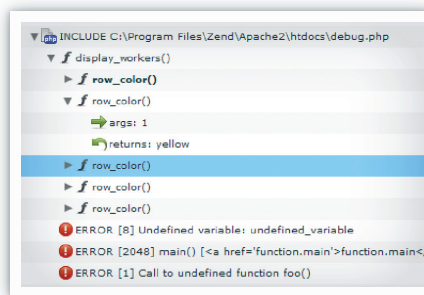 php INCLUDE C:\Program Files\Zend\Apache2\htdocs\debug.php
f display_workers()
f row_color()
f row_color()
args: 1
returns: yellow
f row_color()
f row_color()
f row_color()
ERROR [8] Undefined variable: undefined_variable
ERROR [2048] main() [<a href='function.main'>function.main<
ERROR [1] Call to undefined function foo()